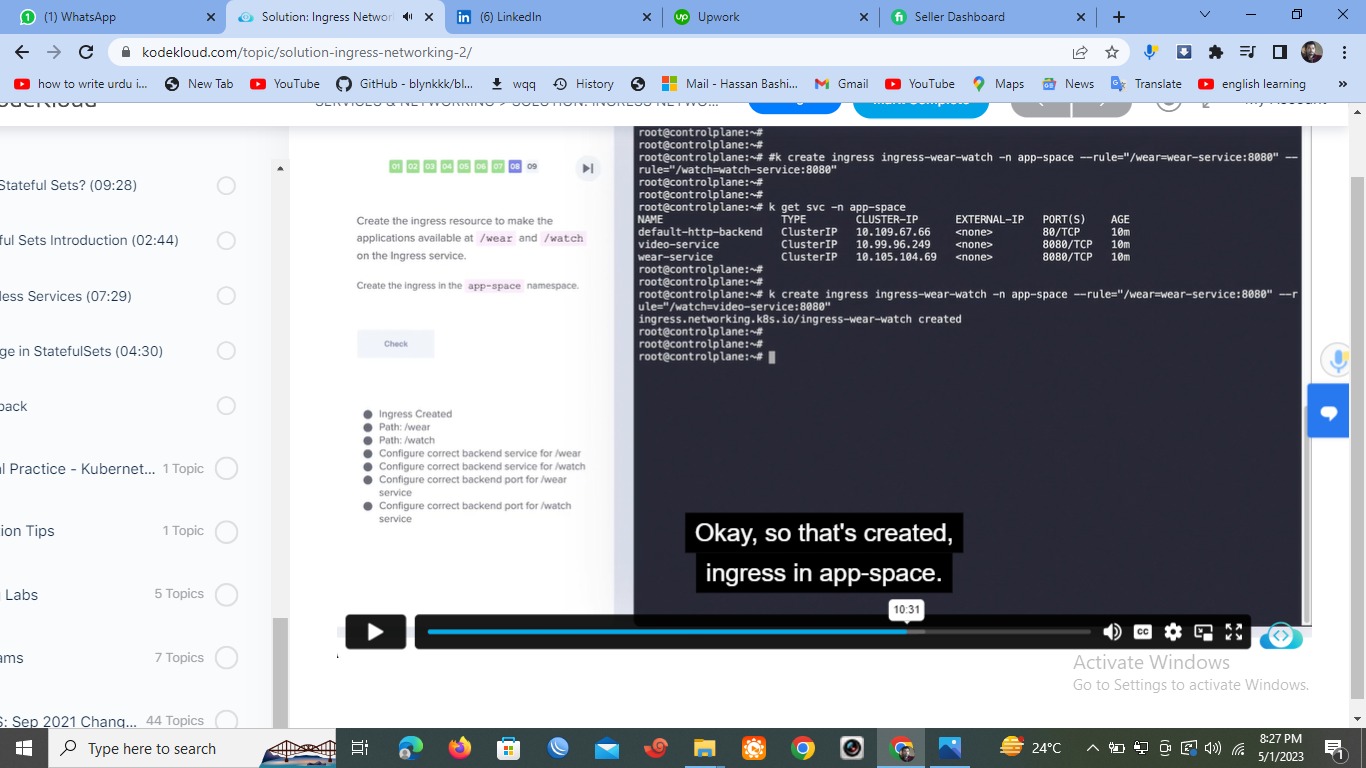 (1) WhatsApp
Solution: Ingress Networ
(6) LinkedIn
Upwork
Seller Dashboard
kodekloud.com/topic/solution-ingress-networking-2/
how to write urdu i...
New Tab
YouTube
GitHub - blynkkk/bl...
wqq
History
Mail - Hassan Bashi...
Gmail
YouTube
Maps
News
Translate
english learning
»
Stateful Sets? (09:28)
ful Sets Introduction (02:44)
less Services (07:29)
ge in StatefulSets (04:30)
back
al Practice - Kubernet... 1 Topic
tion Tips 1 Topic
Labs 5 Topics
ams 7 Topics
S: Sep 2021 Chang... 44 Topics
01 02 03 04 05 06 07 08 09
Create the ingress resource to make the
applications available at /wear and /watch
on the Ingress service.
Create the ingress in the app-space namespace.
Check
Ingress Created
Path: /wear
Path: /watch
Configure correct backend service for /wear
Configure correct backend service for /watch
Configure correct backend port for /wear
service
Configure correct backend port for /watch
service
root@controlplane:~#
root@controlplane:~#
root@controlplane:~# #k create ingress ingress-wear-watch -n app-space --rule="/wear=wear-service:8080" --
rule="/watch=watch-service:8080"
root@controlplane:~#
root@controlplane:~#
root@controlplane:~# k get svc -n app-space
NAME TYPE CLUSTER-IP EXTERNAL-IP PORT(S) AGE
default-http-backend ClusterIP 10.109.67.66 <none> 80/TCP 10m
video-service ClusterIP 10.99.96.249 <none> 8080/TCP 10m
wear-service ClusterIP 10.105.104.69 <none> 8080/TCP 10m
root@controlplane:~#
root@controlplane:~#
root@controlplane:~# k create ingress ingress-wear-watch -n app-space --rule="/wear=wear-service:8080" --r
ule="/watch=video-service:8080"
ingress.networking.k8s.io/ingress-wear-watch created
root@controlplane:~#
root@controlplane:~#
root@controlplane:~#
Okay, so that's created,
ingress in app-space.
10:31
CC
Activate Windows
Go to Settings to activate Windows.
Type here to search
24°C
8:27 PM
5/1/2023
1